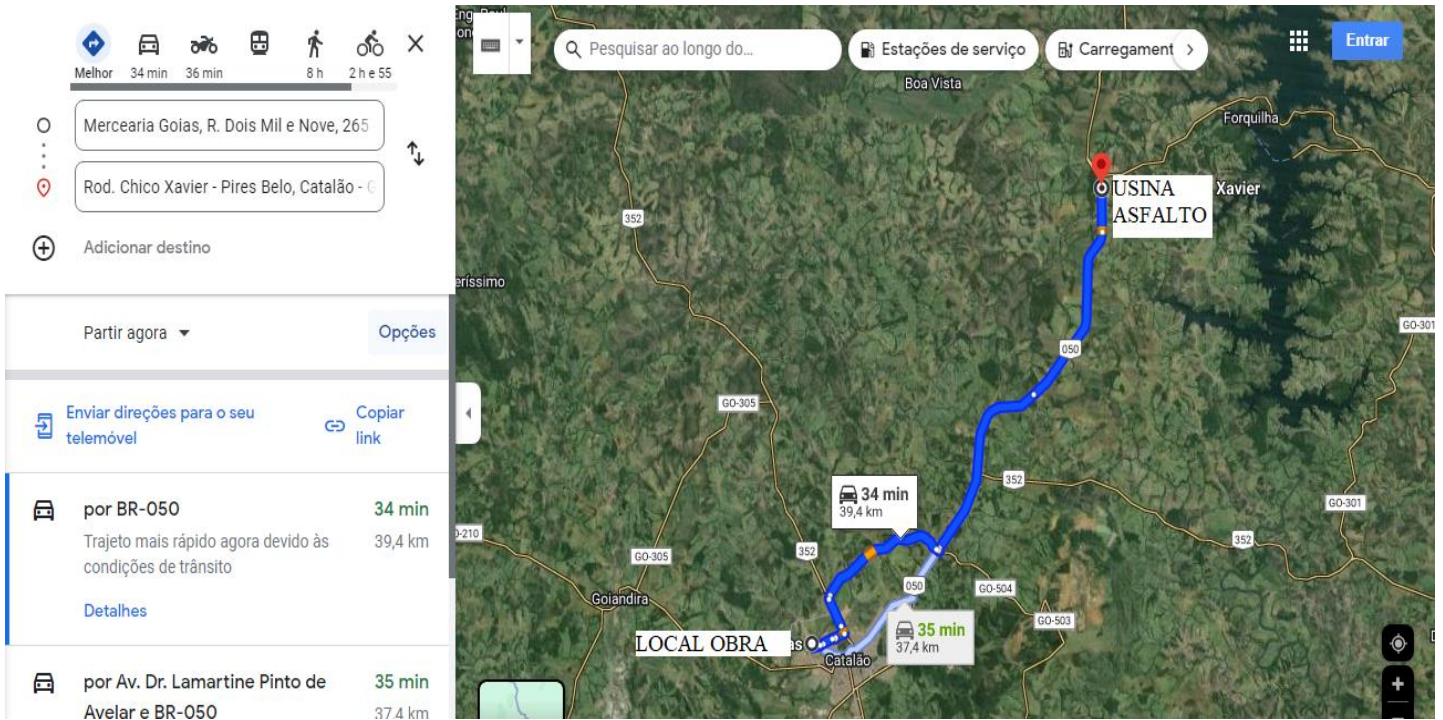 Melhor
34 min
36 min
8 h
2 h e 55
Mercearia Goias, R. Dois Mil e Nove, 265
Rod. Chico Xavier - Pires Belo, Catalão - G
Adicionar destino
Partir agora
Opções
Enviar direções para o seu
telemóvel
Copiar
link
por BR-050
34 min
Trajeto mais rápido agora devido às
39,4 km
condições de trânsito
Detalhes
por Av. Dr. Lamartine Pinto de
35 min
Avelar e BR-050
37,4 km
Pesquisar ao longo do...
Estações de serviço
Carregament
Entrar
Boa Vista
Forquilha
USINA
ASFALTO
Xavier
352
eríssimo
GO-301
050
GO-305
352
34 min
39,4 km
GO-301
0-210
352
352
GO-305
050
GO-504
Goiandira
GO-503
35 min
37,4 km
LOCAL OBRA
as
Catalão